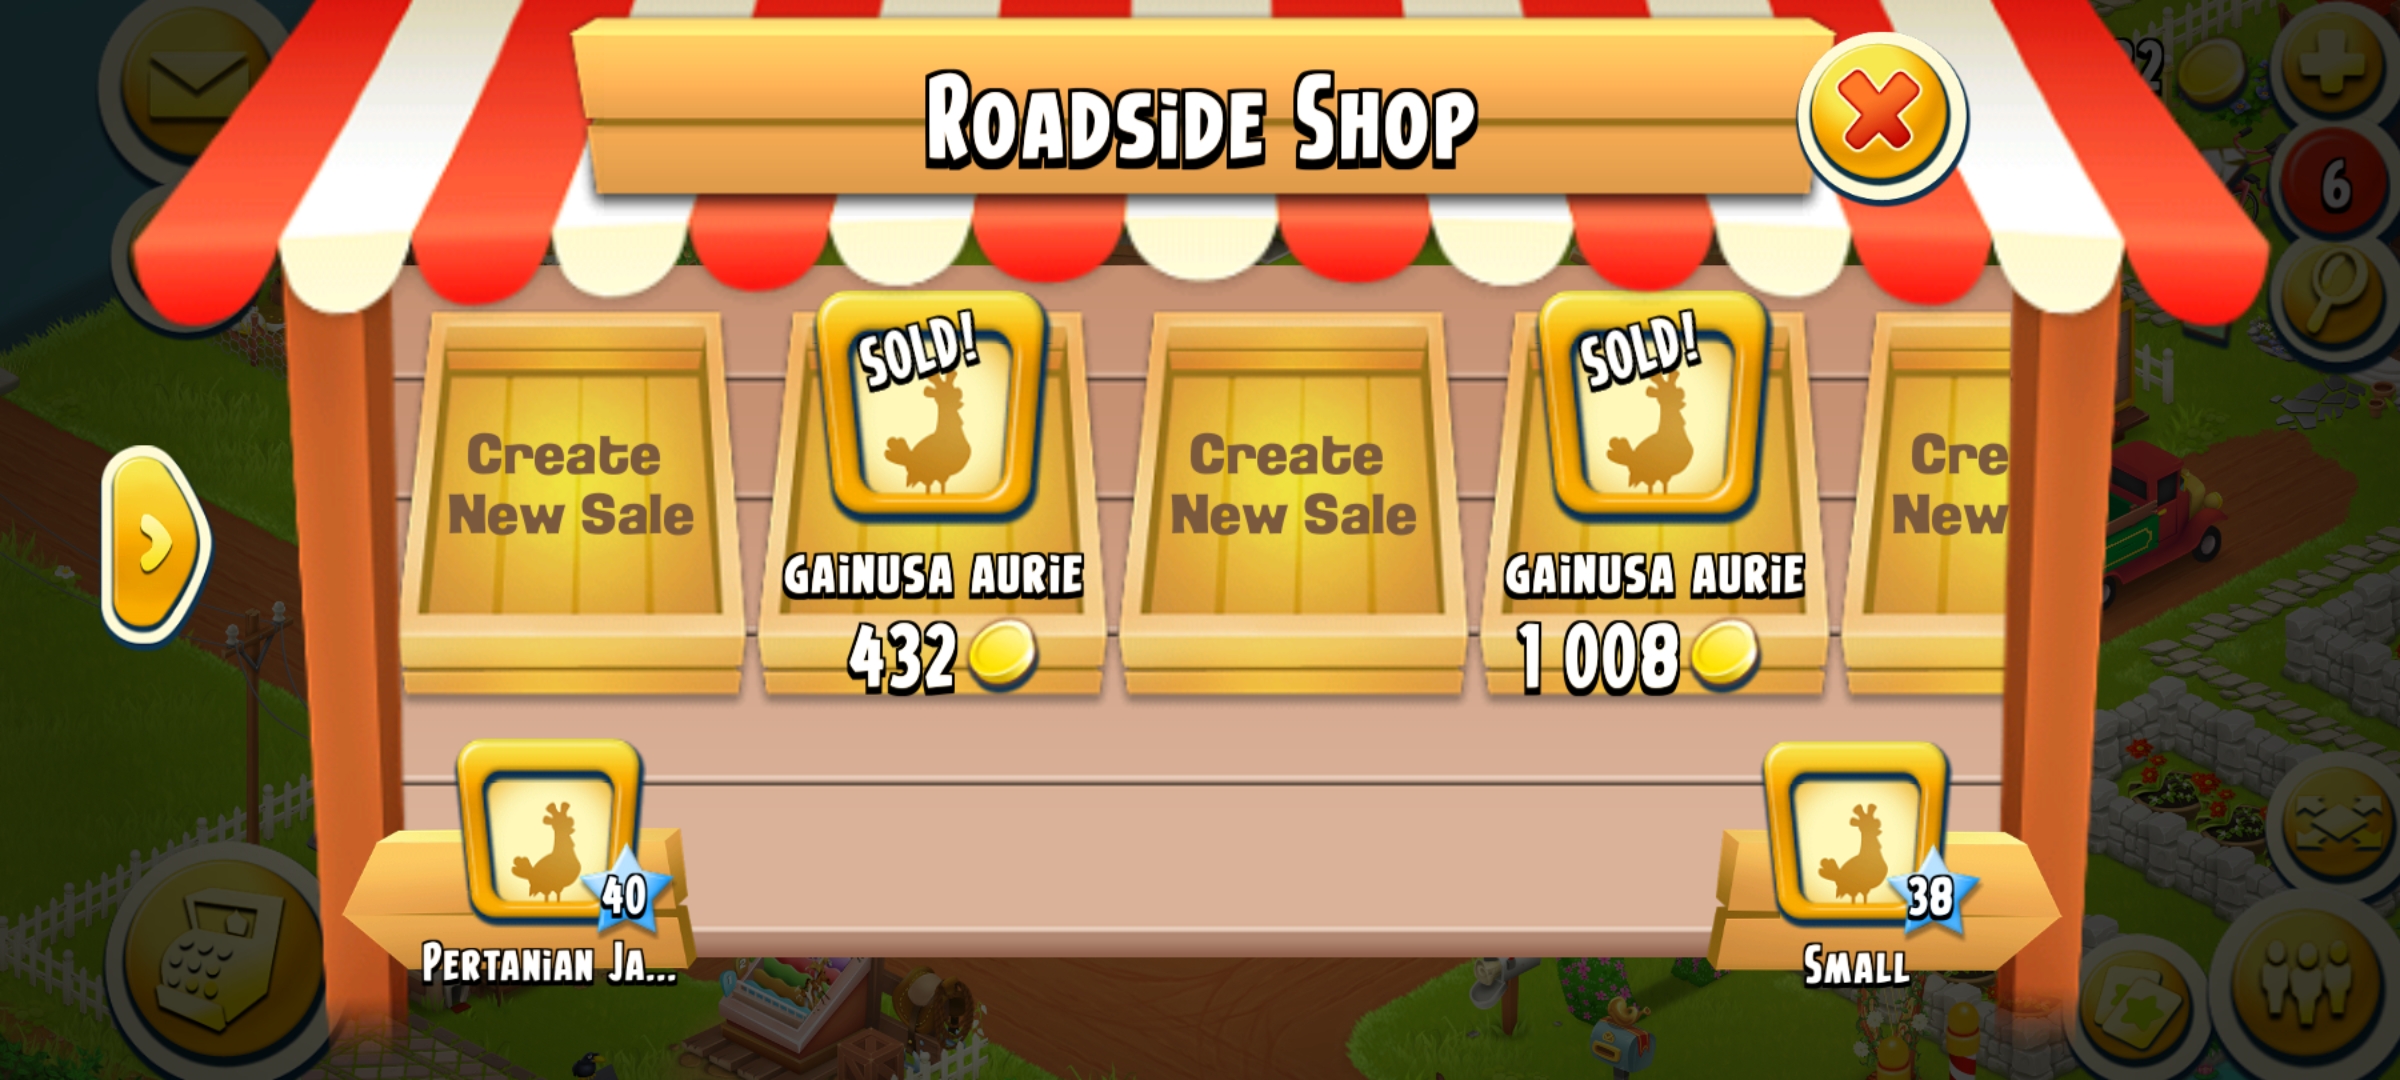 Roadside Shop
6
SOLD!
SOLD!
Create
New Sale
Create
New Sale
Cre
New
GAINUSA AURIE
GAINUSA AURIE
432
1 008
40
38
Pertanian Ja...
Small